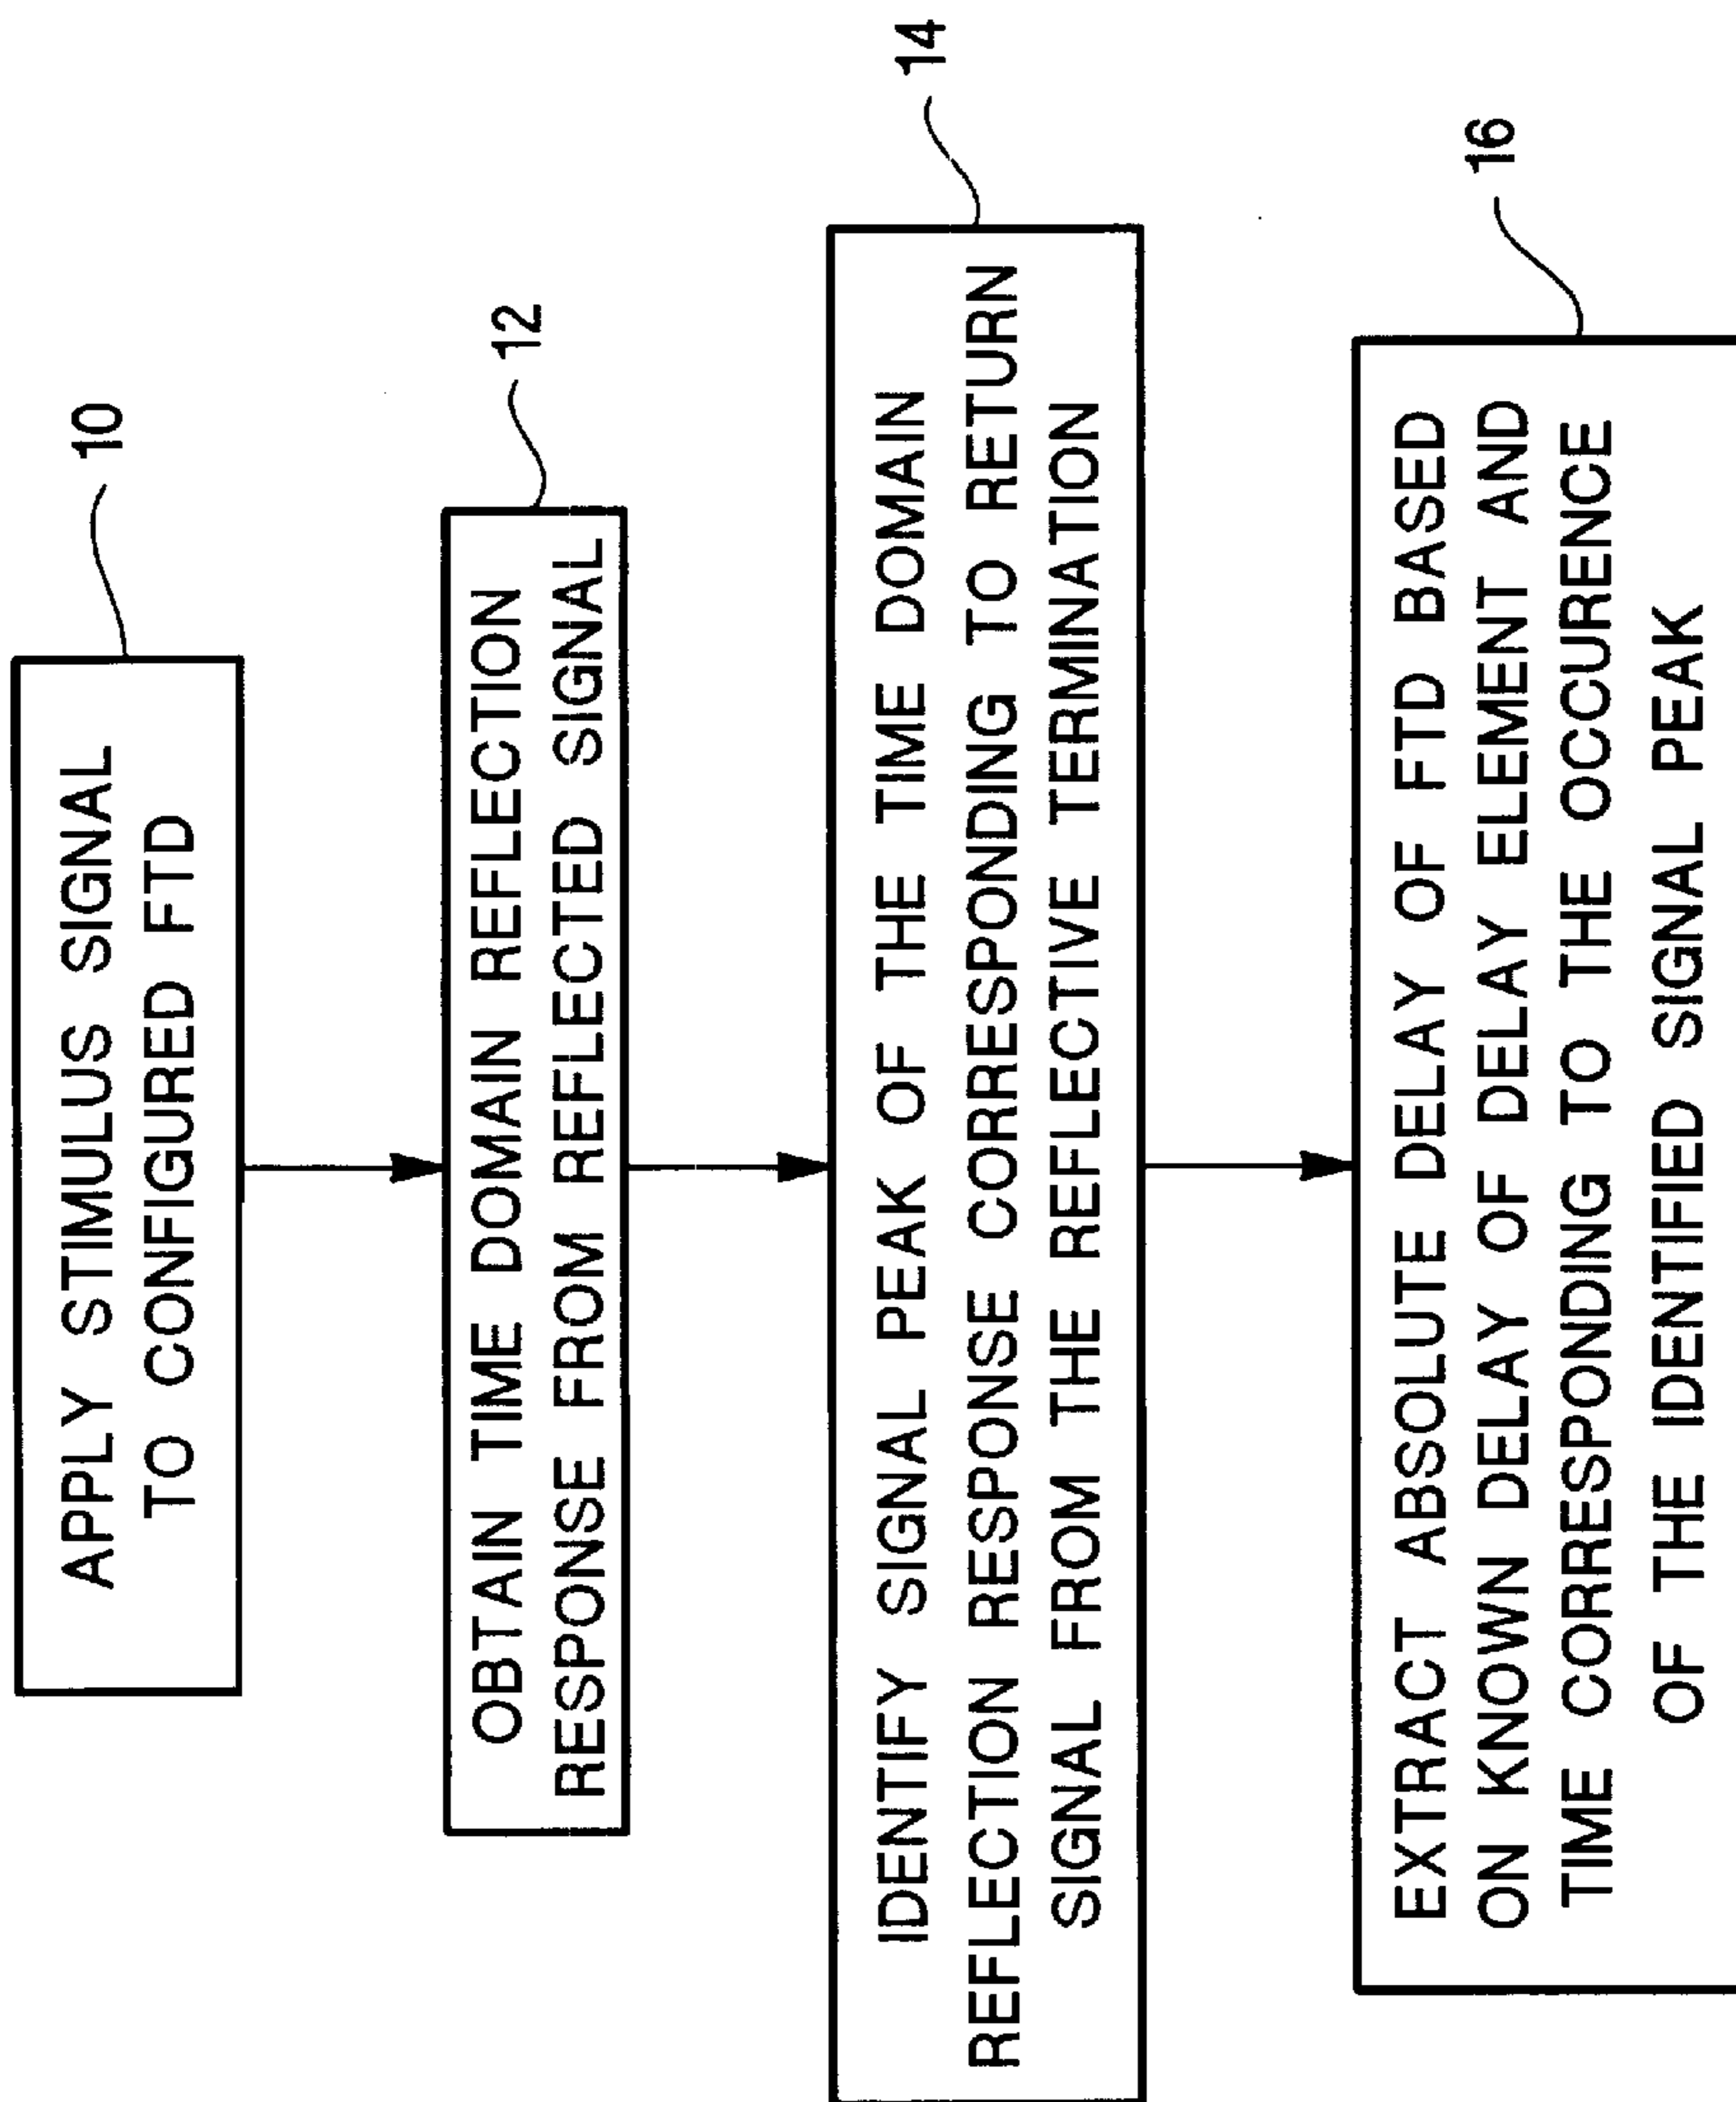 10
APPLY STIMULUS SIGNAL
TO CONFIGURED FTD
12
OBTAIN TIME DOMAIN REFLECTION
RESPONSE FROM REFLECTED SIGNAL
14
IDENTIFY SIGNAL PEAK OF THE TIME DOMAIN
REFLECTION RESPONSE CORRESPONDING TO RETURN
SIGNAL FROM THE REFLECTIVE TERMINATION
16
EXTRACT ABSOLUTE DELAY OF FTD BASED
ON KNOWN DELAY OF DELAY ELEMENT AND
TIME CORRESPONDING TO THE OCCURENCE
OF THE IDENTIFIED SIGNAL PEAK